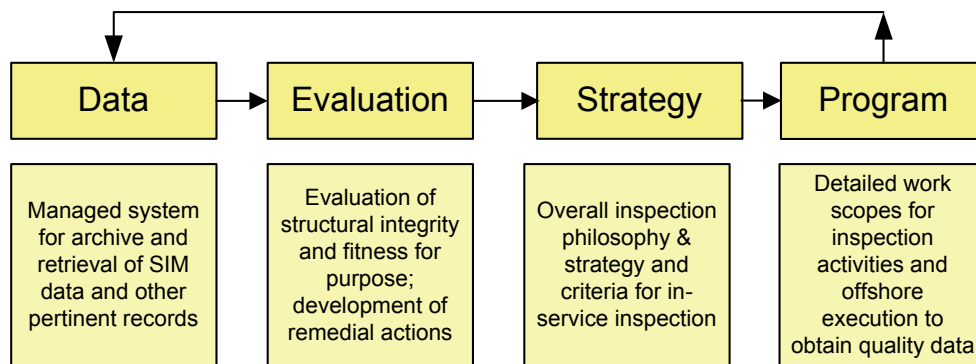 Data
Evaluation
Strategy
Program
Managed system
for archive and
retrieval of SIM
data and other
pertinent records
Evaluation of
structural integrity
and fitness for
purpose;
development of
remedial actions
Overall inspection
philosophy &
strategy and
criteria for in-
service inspection
Detailed work
scopes for
inspection
activities and
offshore
execution to
obtain quality data